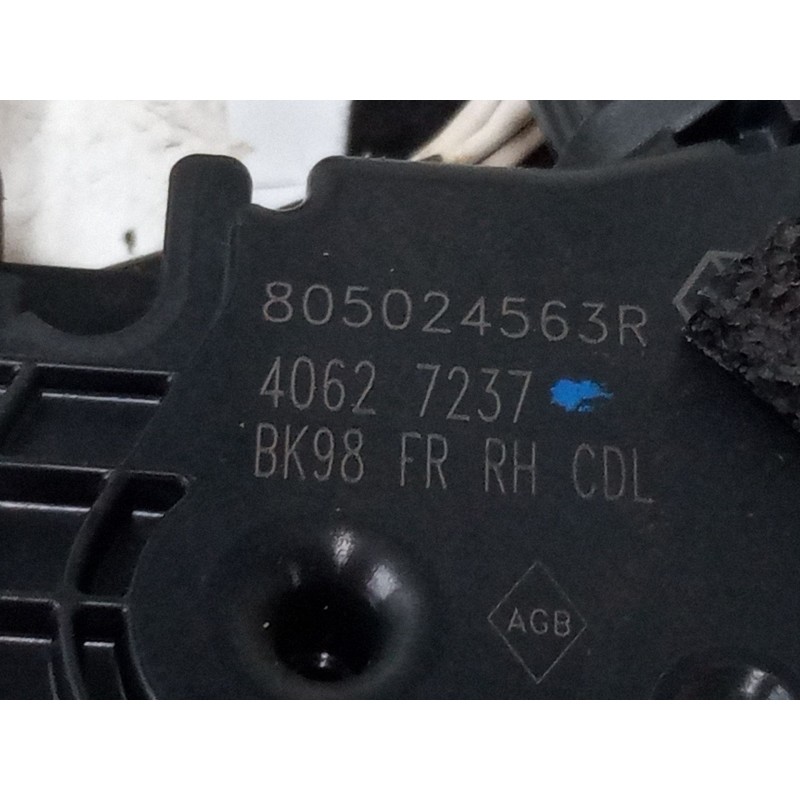 805024563R
4062 7237
BK98 FR RH CDL
AGB